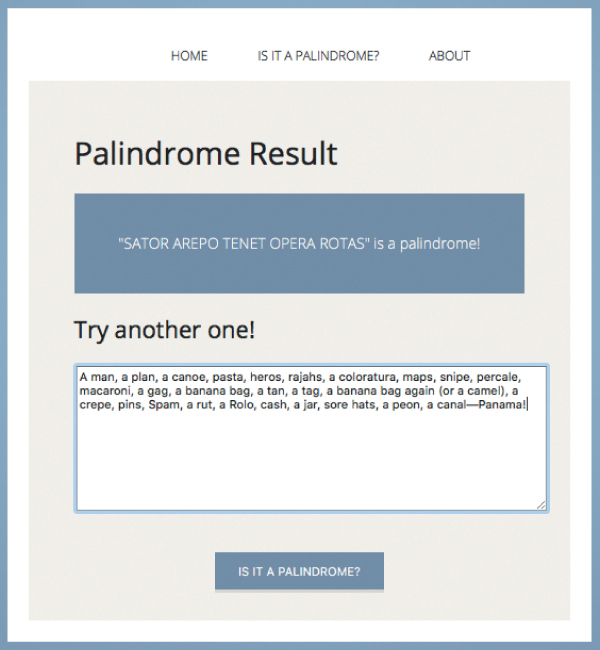 HOME IS IT A PALINDROME? ABOUT
Palindrome Result
"SATOR AREPO TENET OPERA ROTAS" is a palindrome!
Try another one!
A man, a plan, a canoe, pasta, heros, rajahs, a coloratura, maps, snipe, percale,
macaroni, a gag, a banana bag, a tan, a tag, a banana bag again (or a camel), a
crepe, pins, Spam, a rut, a Rolo, cash, a jar, sore hats, a peon, a canal—Panama!
IS IT A PALINDROME?